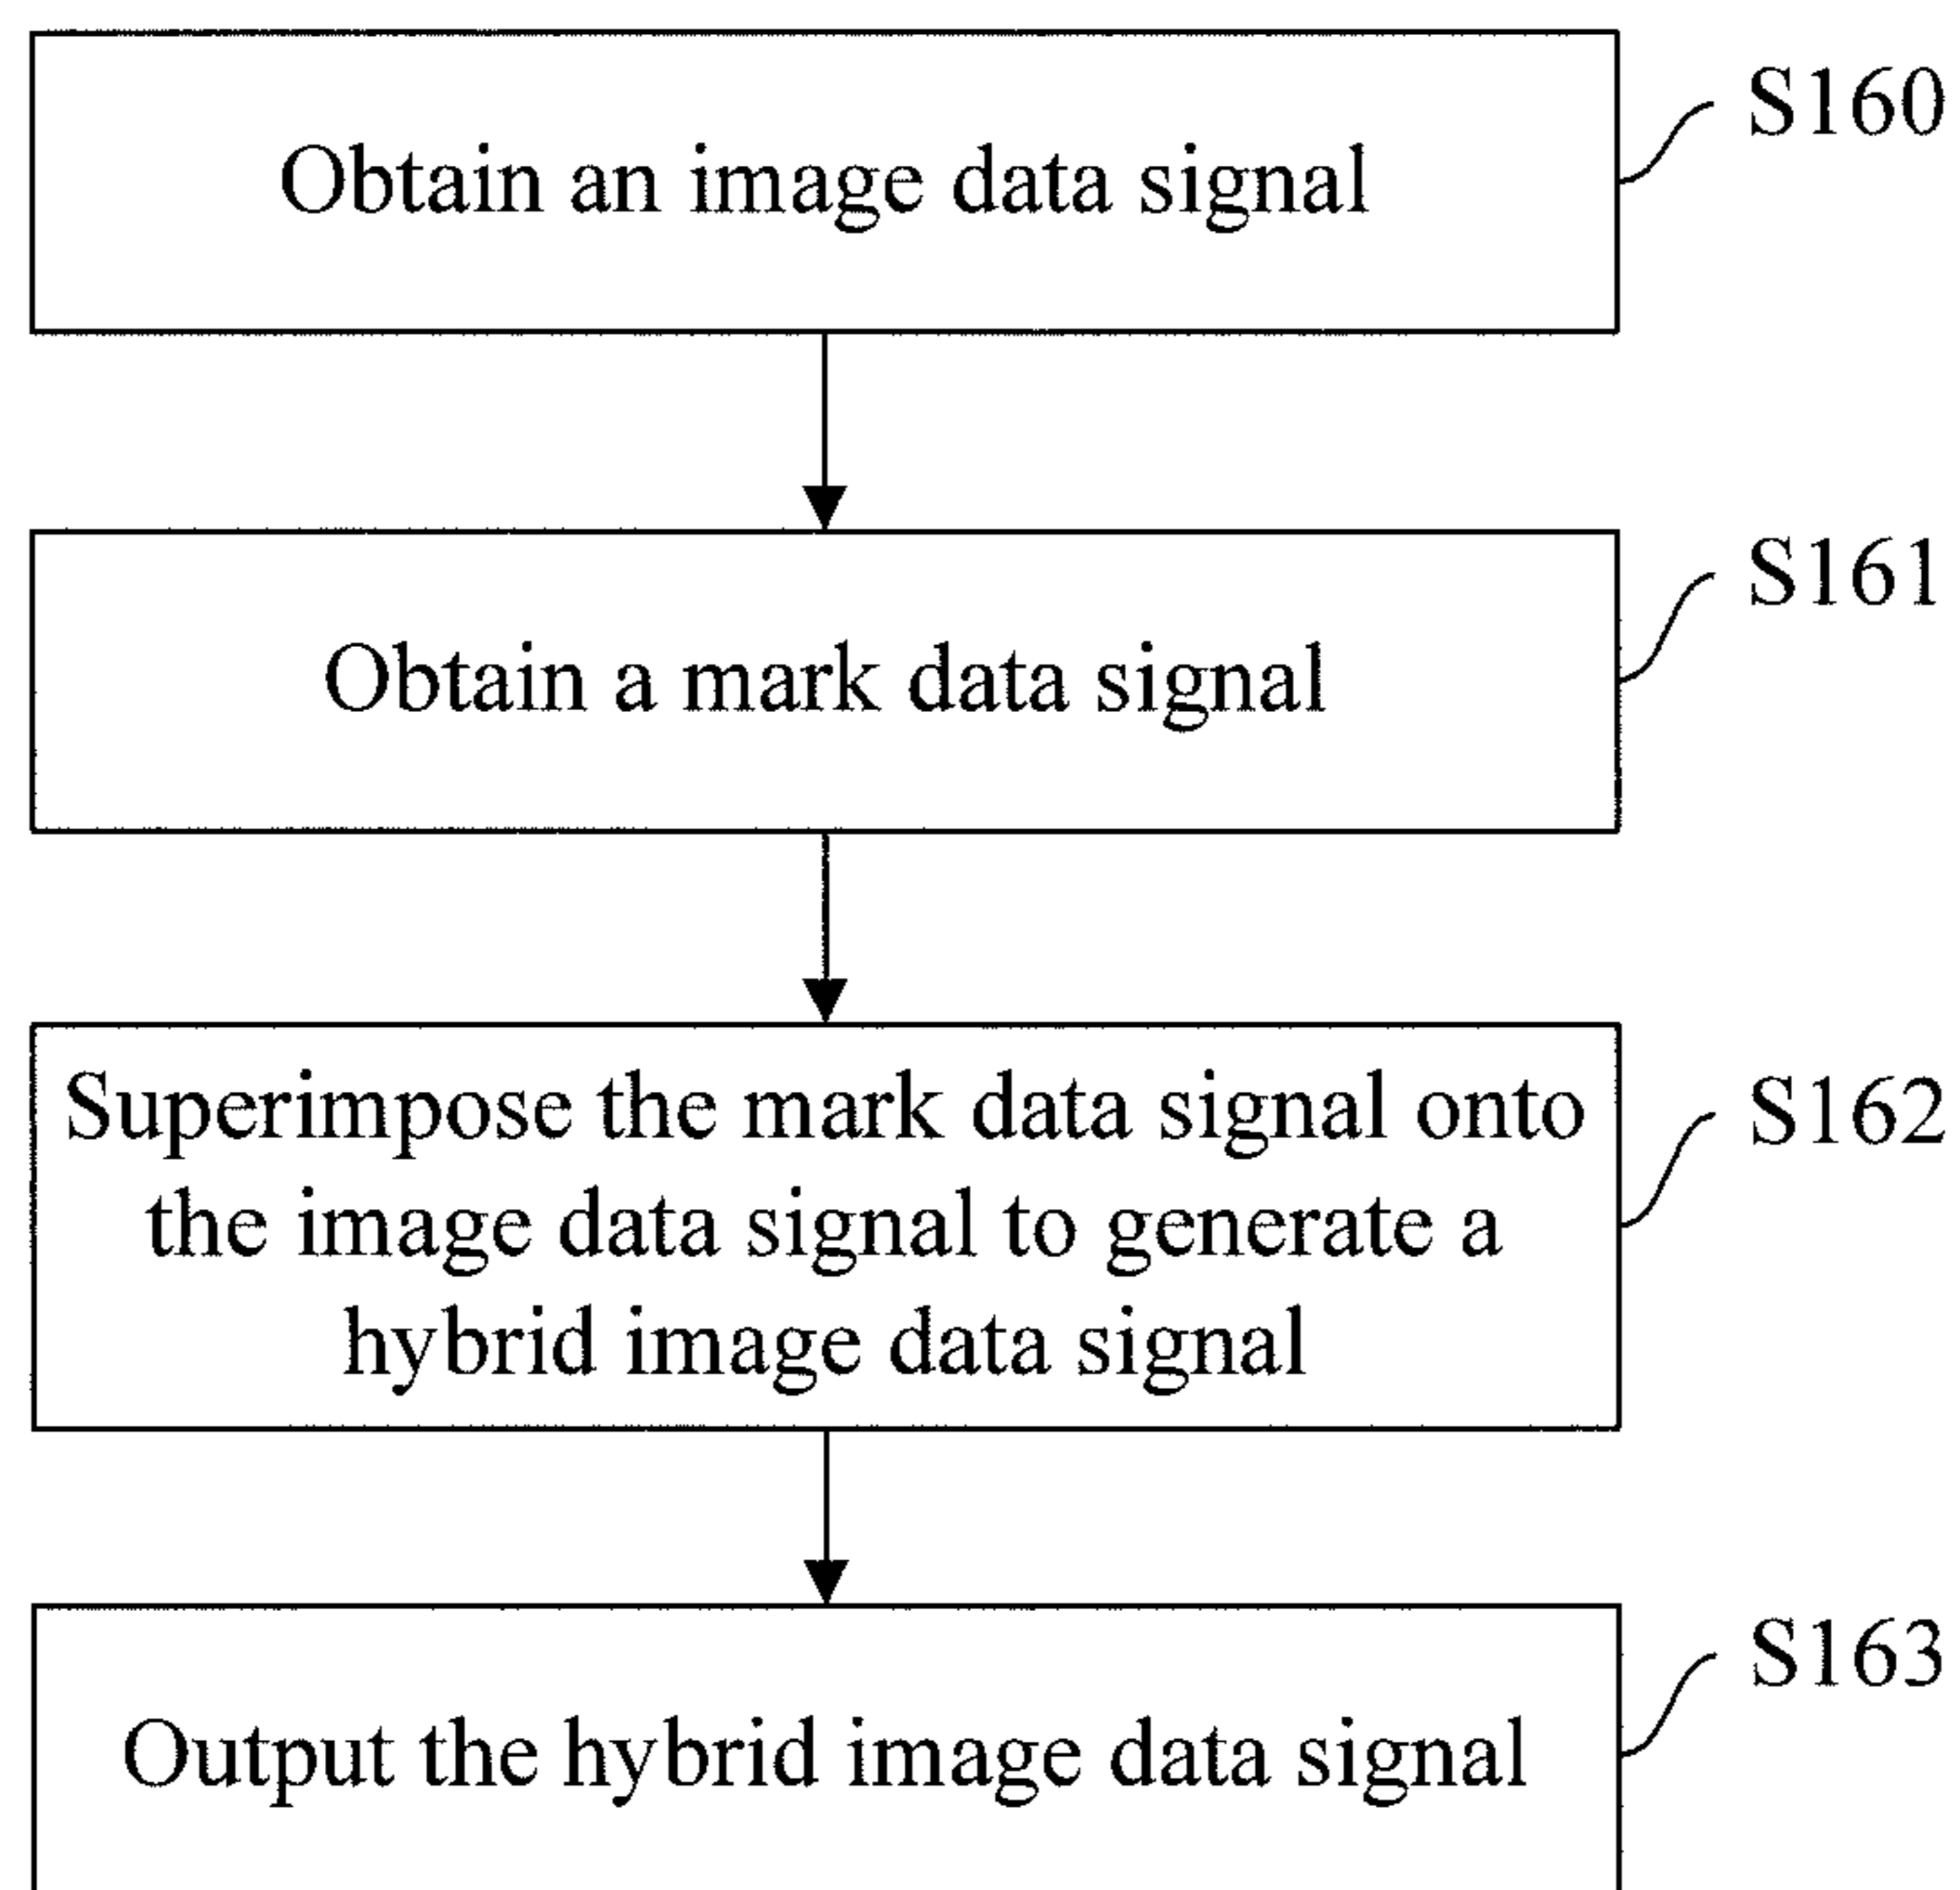 Obtain an image data signal
S160
Obtain a mark data signal
S161
Superimpose the mark data signal onto
the image data signal to generate a
hybrid image data signal
S162
Output the hybrid image data signal
S163